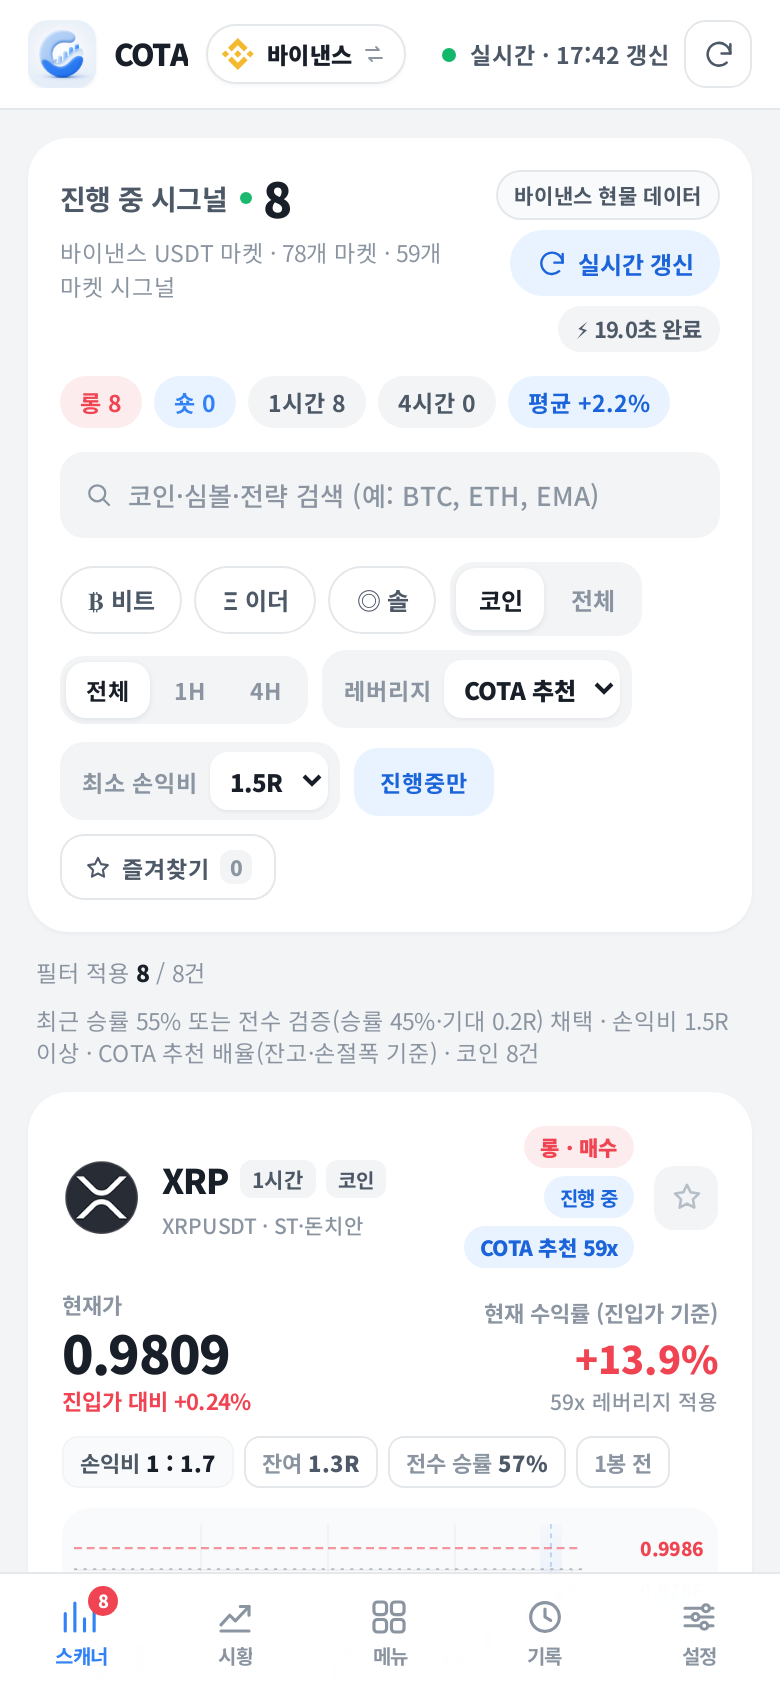 COTA 바이낸스 실시간 · 17:42 갱신
진행 중 시그널 8
바이낸스 현물 데이터
바이낸스 USDT 마켓 · 78개 마켓 · 59개
마켓 시그널
실시간 갱신
⚡ 19.0초 완료
롱 8 숏 0 1시간 8 4시간 0 평균 +2.2%
코인·심볼·전략 검색 (예: BTC, ETH, EMA)
₿ 비트 Ξ 이더 ◎ 솔 코인 전체
전체 1H 4H 레버리지 COTA 추천
최소 손익비 1.5R 진행중만
즐겨찾기 0
필터 적용 8 / 8건
최근 승률 55% 또는 전수 검증(승률 45%·기대 0.2R) 채택 · 손익비 1.5R
이상 · COTA 추천 배율(잔고·손절폭 기준) · 코인 8건
XRP 1시간 코인
XRPUSDT · ST·돈치안
롱 · 매수
진행 중
COTA 추천 59x
현재가
0.9809
진입가 대비 +0.24%
현재 수익률 (진입가 기준)
+13.9%
59x 레버리지 적용
손익비 1 : 1.7 잔여 1.3R 전수 승률 57% 1봉 전
0.9986
8
스캐너 시황 메뉴 기록 설정